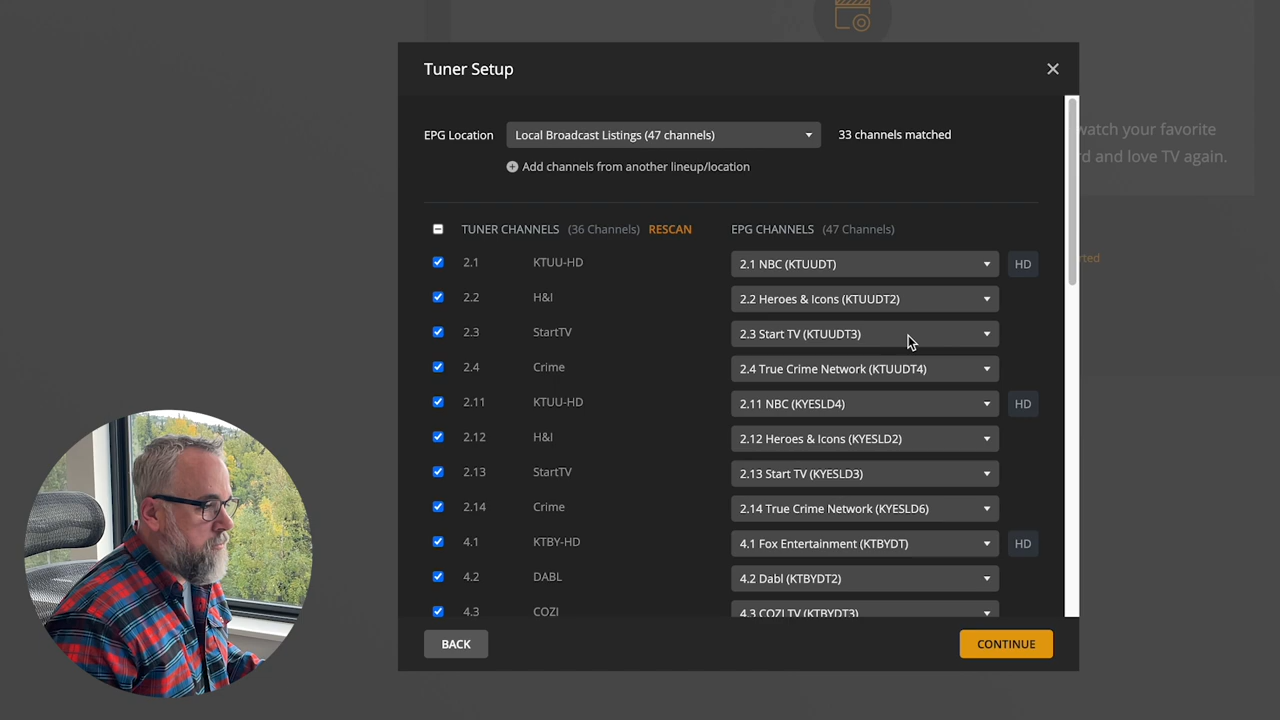 Tuner Setup
EPG Location Local Broadcast Listings (47 channels) 33 channels matched
Add channels from another lineup/location
watch your favorite
rd and love TV again.
TUNER CHANNELS (36 Channels) RESCAN EPG CHANNELS (47 Channels)
rted
2.1 KTUU-HD 2.1 NBC (KTUUDT) HD
2.2 H&I 2.2 Heroes & Icons (KTUUDT2)
2.3 StartTV 2.3 Start TV (KTUUDT3)
2.4 Crime 2.4 True Crime Network (KTUUDT4)
2.11 KTUU-HD 2.11 NBC (KYESLD4) HD
2.12 H&I 2.12 Heroes & Icons (KYESLD2)
2.13 StartTV 2.13 Start TV (KYESLD3)
2.14 Crime 2.14 True Crime Network (KYESLD6)
4.1 KTBY-HD 4.1 Fox Entertainment (KTBYDT) HD
4.2 DABL 4.2 Dabl (KTBYDT2)
4.3 COZI 4.3 COZI TV (KTBYDT3)
BACK CONTINUE